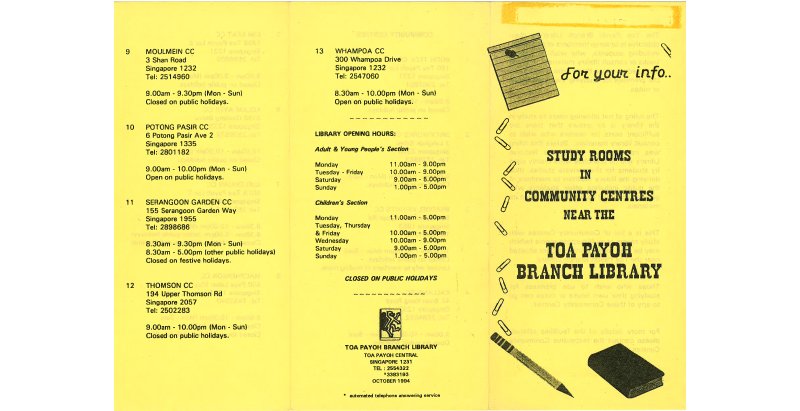 9 MOULMEIN CC
3 Shan Road
Singapore 1232
Tel: 2514960
9.00am - 9.30pm (Mon - Sun)
Closed on public holidays.
10 POTONG PASIR CC
6 Potong Pasir Ave 2
Singapore 1335
Tel: 2801182
9.00am - 10.00pm (Mon - Sun)
Open on public holidays.
11 SERANGOON GARDEN CC
155 Serangoon Garden Way
Singapore 1955
Tel: 2898686
8.30am - 9.30pm (Mon - Sun)
8.30am - 5.00pm (other public holidays)
Closed on festive holidays.
12 THOMSON CC
194 Upper Thomson Rd
Singapore 2057
Tel: 2502283
9.00am - 10.00pm (Mon - Sun)
Closed on public holidays.
13 WHAMPOA CC
300 Whampoa Drive
Singapore 1232
Tel: 2547060
8.30am - 10.00pm (Mon - Sun)
Open on public holidays.
LIBRARY OPENING HOURS:
Adult & Young People's Section
Monday 11.00am - 9.00pm
Tuesday - Friday 10.00am - 9.00pm
Saturday 9.00am - 5.00pm
Sunday 1.00pm - 5.00pm
Children's Section
Monday 11.00am - 5.00pm
Tuesday, Thursday
& Friday 10.00am - 5.00pm
Wednesday 10.00am - 9.00pm
Saturday 9.00am - 5.00pm
Sunday 1.00pm - 5.00pm
CLOSED ON PUBLIC HOLIDAYS
TOA PAYOH BRANCH LIBRARY
TOA PAYOH CENTRAL
SINGAPORE 1231
TEL : 2554322
*3383193
OCTOBER 1994
* automated telephone answering service
For your info..
STUDY ROOMS
IN
COMMUNITY CENTRES
NEAR THE
TOA PAYOH
BRANCH LIBRARY